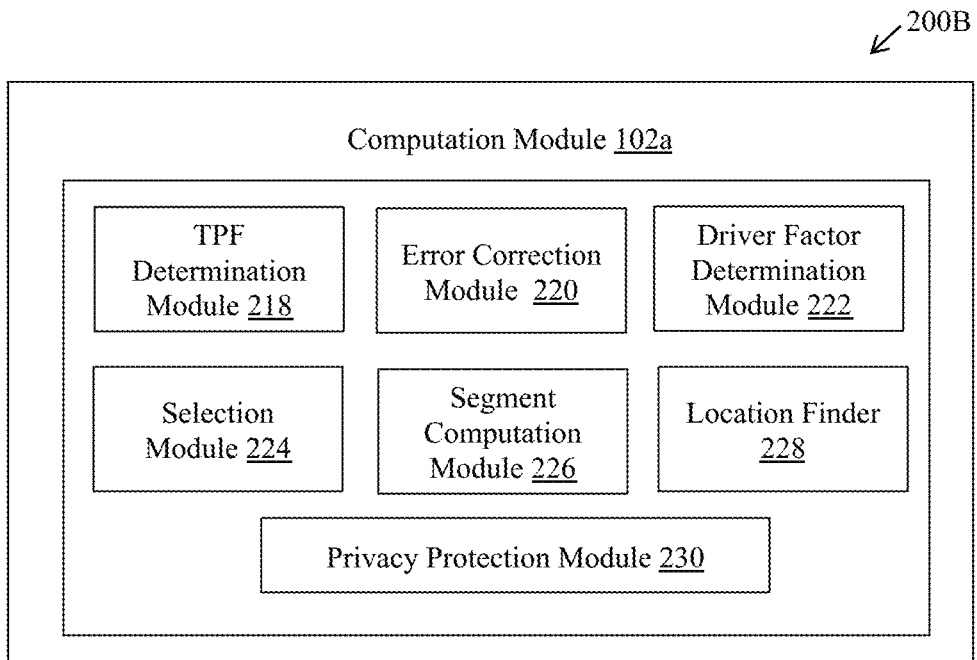 200B
Computation Module 102a
TPF
Determination
Module 218
Error Correction
Module 220
Driver Factor
Determination
Module 222
Selection
Module 224
Segment
Computation
Module 226
Location Finder
228
Privacy Protection Module 230